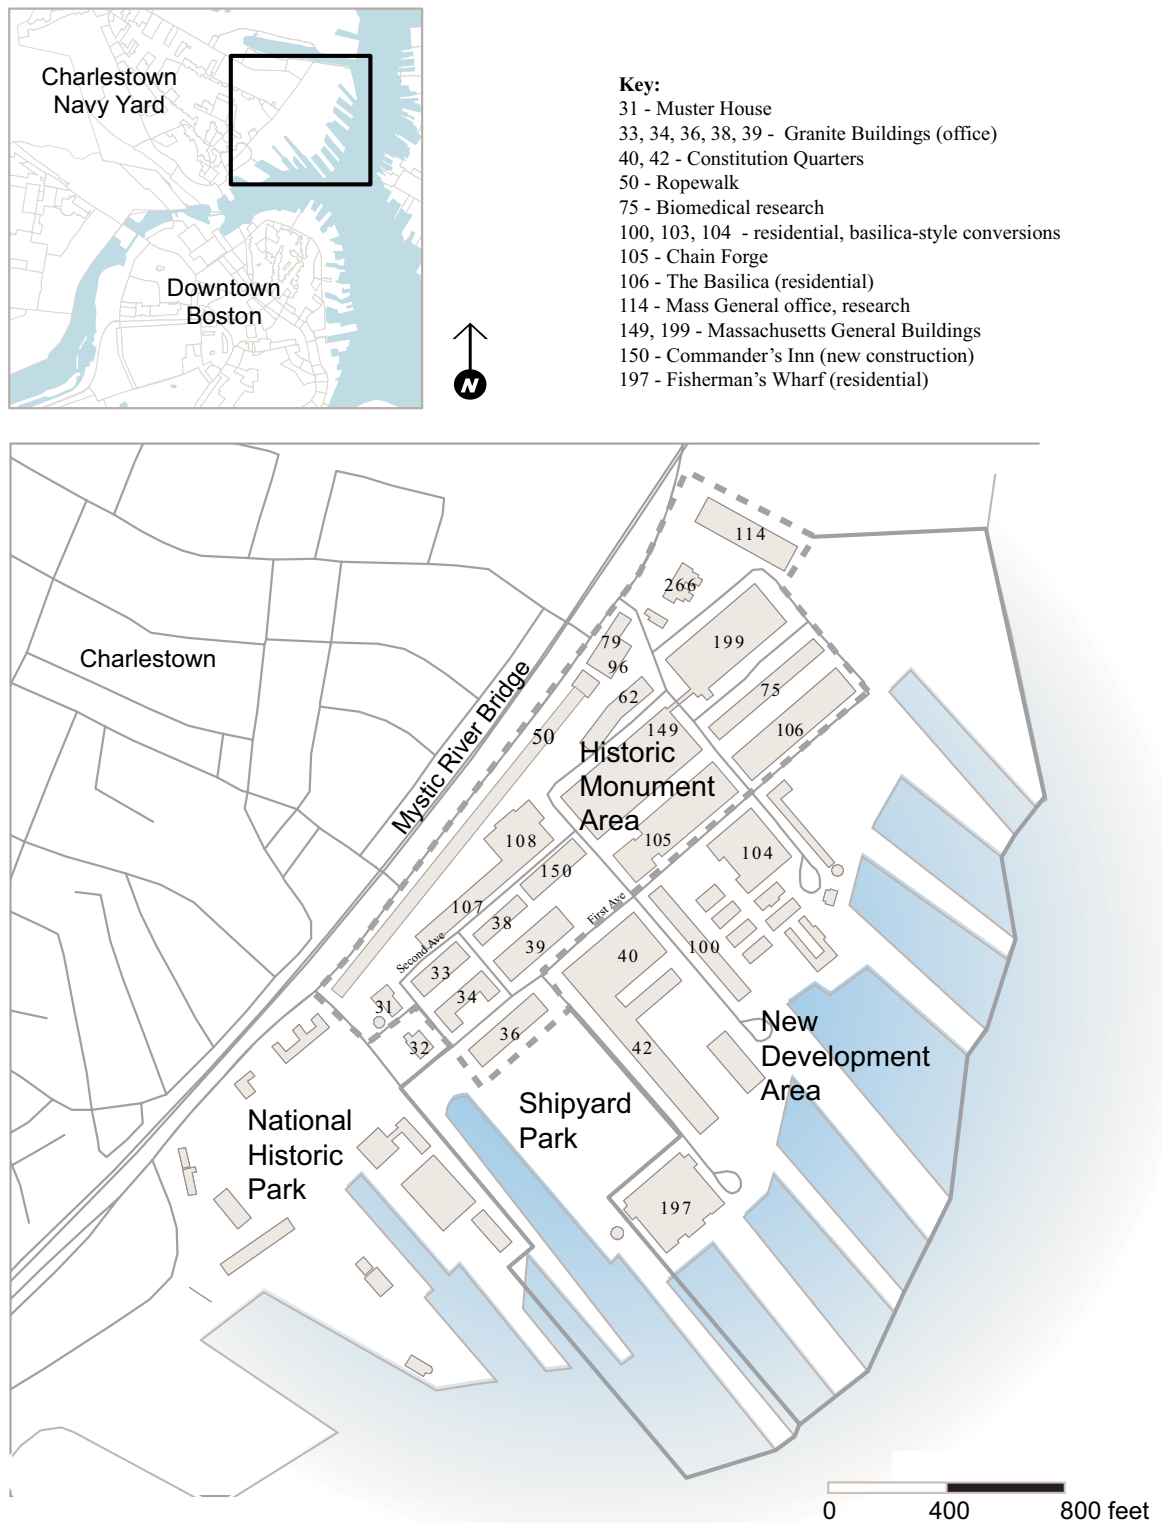 Charlestown
Navy Yard
Downtown
Boston
N
Key:
31 - Muster House
33, 34, 36, 38, 39 - Granite Buildings (office)
40, 42 - Constitution Quarters
50 - Ropewalk
75 - Biomedical research
100, 103, 104 - residential, basilica-style conversions
105 - Chain Forge
106 - The Basilica (residential)
114 - Mass General office, research
149, 199 - Massachusetts General Buildings
150 - Commander's Inn (new construction)
197 - Fisherman's Wharf (residential)
114
266
79
199
Charlestown
96
75
62
Mystic River Bridge
50
149
106
Historic
Monument
Area
108
105
104
150
107
First Ave
38
39
100
Second Ave
40
33
34
31
36
32
42
New
Development
Area
Shipyard
Park
National
Historic
Park
197
0 400 800 feet